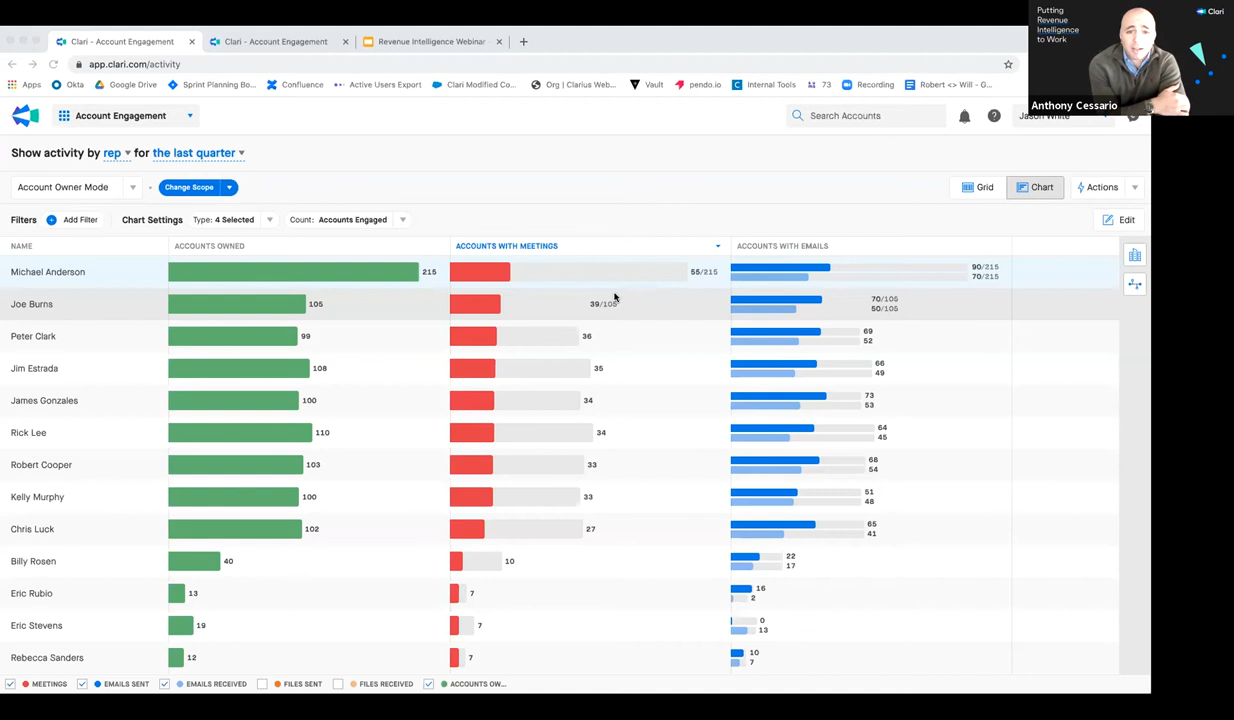 Clari - Account Engagement
Clari - Account Engagement
Revenue Intelligence Webinar
app.clari.com/activity
Apps
Okta
Google Drive
Sprint Planning Bo...
Confluence
Active Users Export
Clari Modified Co...
Org | Clarius Web...
Vault
pendo.io
Internal Tools
73
Recording
Robert <> Will - G...
Putting
Revenue
Intelligence
to Work
Clari
Anthony Cessario
Account Engagement
Search Accounts
Jason White
Show activity by rep for the last quarter
Account Owner Mode
Change Scope
Grid
Chart
Actions
Filters
Add Filter
Chart Settings
Type: 4 Selected
Count: Accounts Engaged
Edit
NAME ACCOUNTS OWNED ACCOUNTS WITH MEETINGS ACCOUNTS WITH EMAILS
Michael Anderson 215 55/215 90/215
70/215
Joe Burns 105 39/105 70/105
50/105
Peter Clark 99 36 69
52
Jim Estrada 108 35 66
49
James Gonzales 100 34 73
53
Rick Lee 110 34 64
45
Robert Cooper 103 33 68
54
Kelly Murphy 100 33 51
48
Chris Luck 102 27 65
41
Billy Rosen 40 10 22
17
Eric Rubio 13 7 16
2
Eric Stevens 19 7 0
13
Rebecca Sanders 12 7 10
7
MEETINGS
EMAILS SENT
EMAILS RECEIVED
FILES SENT
FILES RECEIVED
ACCOUNTS OW...